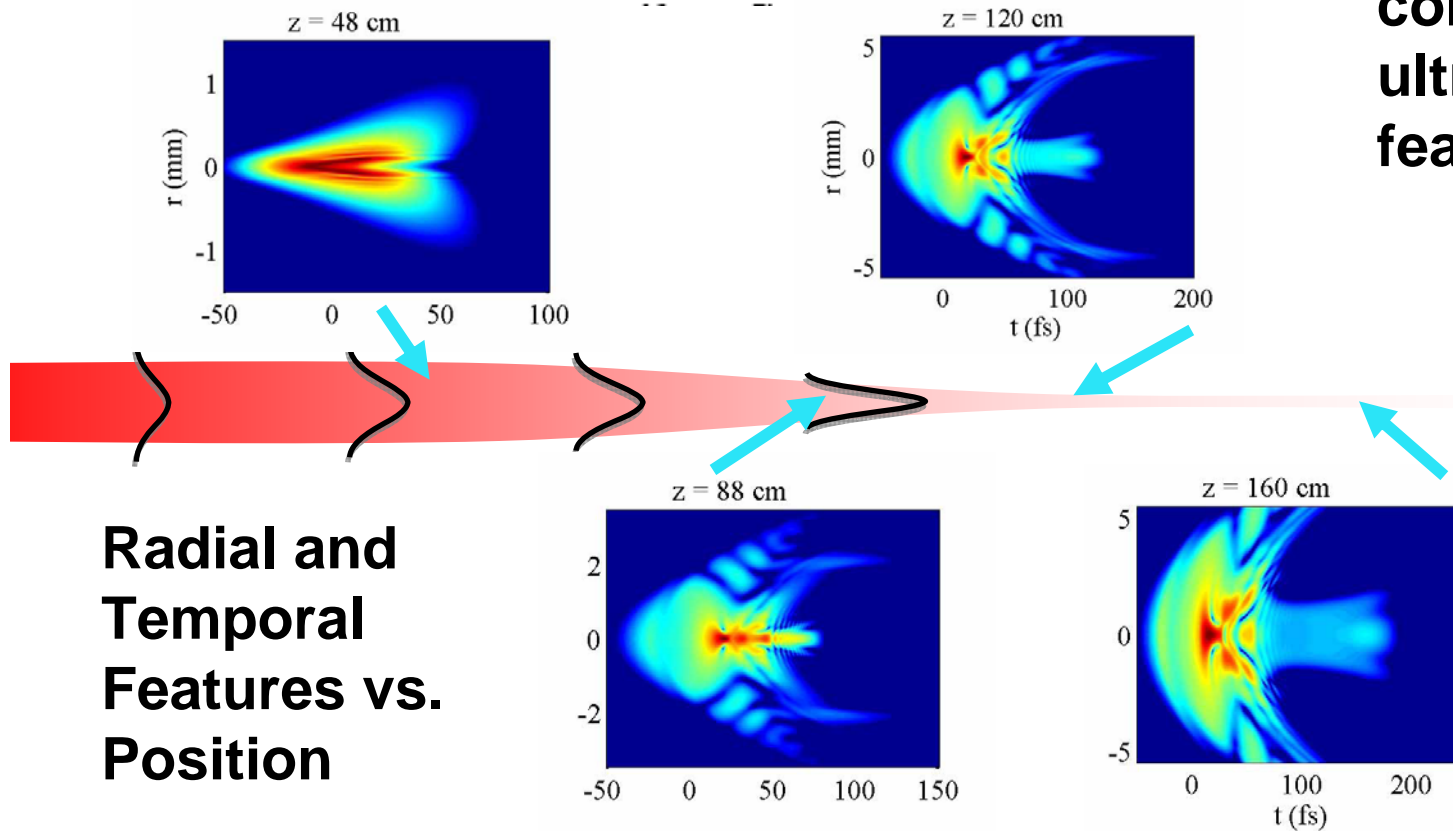 z = 48 cm
1
0
-1
r (mm)
-50 0 50 100
z = 120 cm
5
0
-5
r (mm)
0 100 200
t (fs)
z = 88 cm
2
0
-2
-50 0 50 100 150
z = 160 cm
5
0
-5
0 100 200
t (fs)
Radial and
Temporal
Features vs.
Position